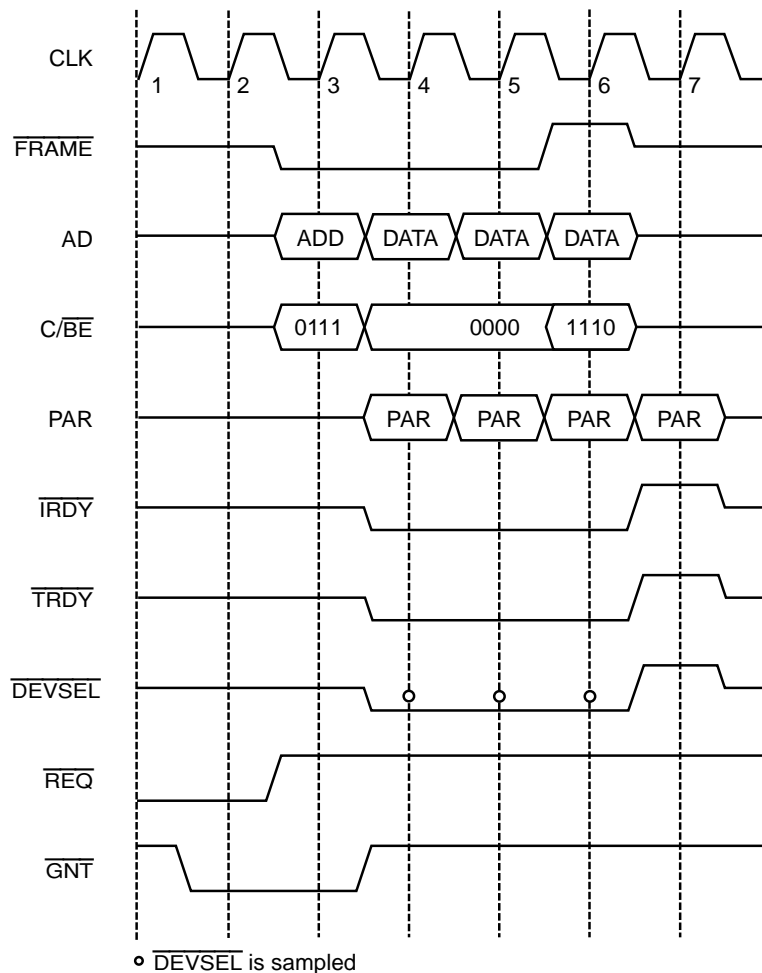 CLK
1 2 3 4 5 6 7
FRAME
AD ADD DATA DATA DATA
C/BE 0111 0000 1110
PAR PAR PAR PAR PAR
IRDY
TRDY
DEVSEL
REQ
GNT
DEVSEL is sampled